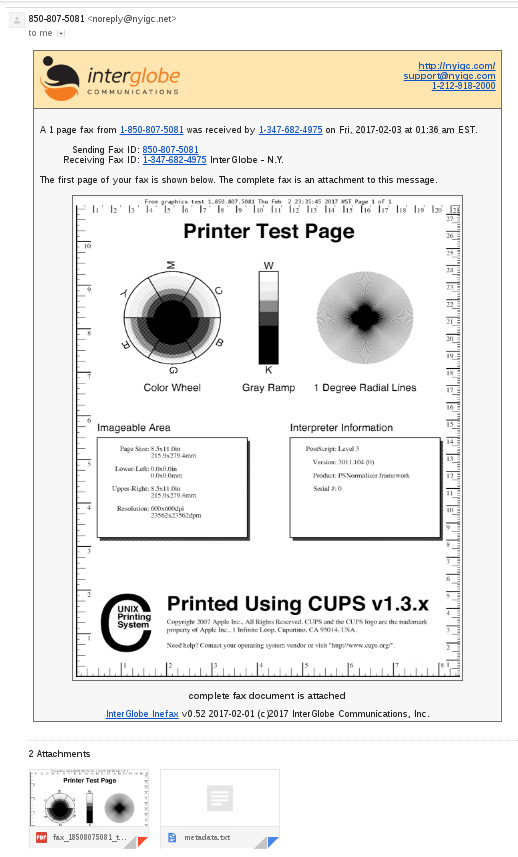 850-807-5081 <noreply@nyigc.net>
to me
interglobe
COMMUNICATIONS
http://nyigc.com/
support@nyigc.com
1-212-918-2000
A 1 page fax from 1-850-807-5081 was received by 1-347-682-4975 on Fri, 2017-02-03 at 01:36 am EST.
Sending Fax ID: 850-807-5081
Receiving Fax ID: 1-347-682-4975 InterGlobe - N.Y.
The first page of your fax is shown below. The complete fax is an attachment to this message.
From graphics test 1.850.807.5081 Thu Feb 2 23:35:45 2017 MST Page 1 of 1
Printer Test Page
W
M
Y
C
R
B
G
K
Color Wheel
Gray Ramp
1 Degree Radial Lines
Imageable Area
Interpreter Information
Page Size: 8.5x11.0in
215.9x279.4mm
Lower-Left: 0.0x0.0in
0.0x0.0mm
Upper-Right: 8.5x11.0in
215.9x279.4mm
Resolution: 600x600dpi
23562x23562dpm
PostScript: Level 3
Version: 3011.104 (0)
Product: PSNormalizer.framework
Serial #: 0
UNIX
Printing
System
Printed Using CUPS v1.3.x
Copyright 2007 Apple Inc., All Rights Reserved. CUPS and the CUPS logo are the trademark
property of Apple Inc., 1 Infinite Loop, Cupertino, CA 95014, USA.
Need help? Contact your operating system vendor or visit "http://www.cups.org/".
complete fax document is attached
InterGlobe Inefax v0.52 2017-02-01 (c)2017 InterGlobe Communications, Inc.
2 Attachments
Printer Test Page
PDF fax_18508075081_t...
metadata.txt